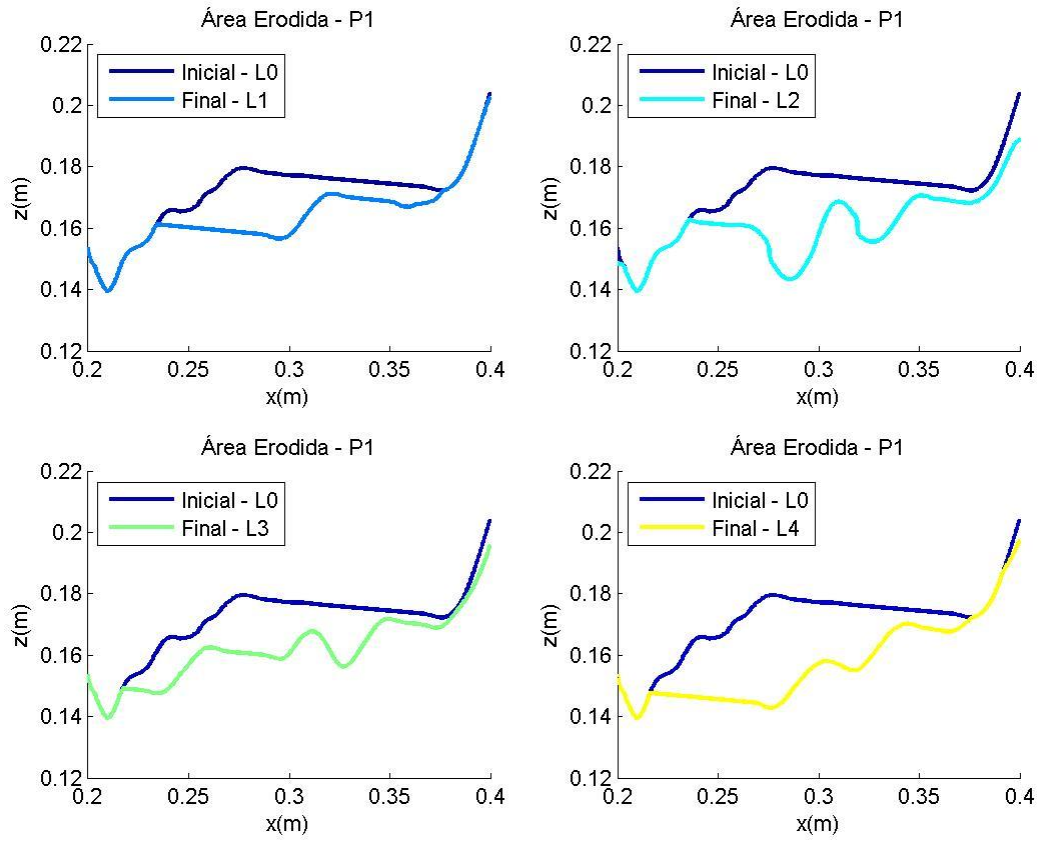 Área Erodida - P1
0.22
0.2
0.18
0.16
0.14
0.12
z(m)
Inicial - L0
Final - L1
0.2 0.25 0.3 0.35 0.4
x(m)
Área Erodida - P1
0.22
0.2
0.18
0.16
0.14
0.12
z(m)
Inicial - L0
Final - L2
0.2 0.25 0.3 0.35 0.4
x(m)
Área Erodida - P1
0.22
0.2
0.18
0.16
0.14
0.12
z(m)
Inicial - L0
Final - L3
0.2 0.25 0.3 0.35 0.4
x(m)
Área Erodida - P1
0.22
0.2
0.18
0.16
0.14
0.12
z(m)
Inicial - L0
Final - L4
0.2 0.25 0.3 0.35 0.4
x(m)